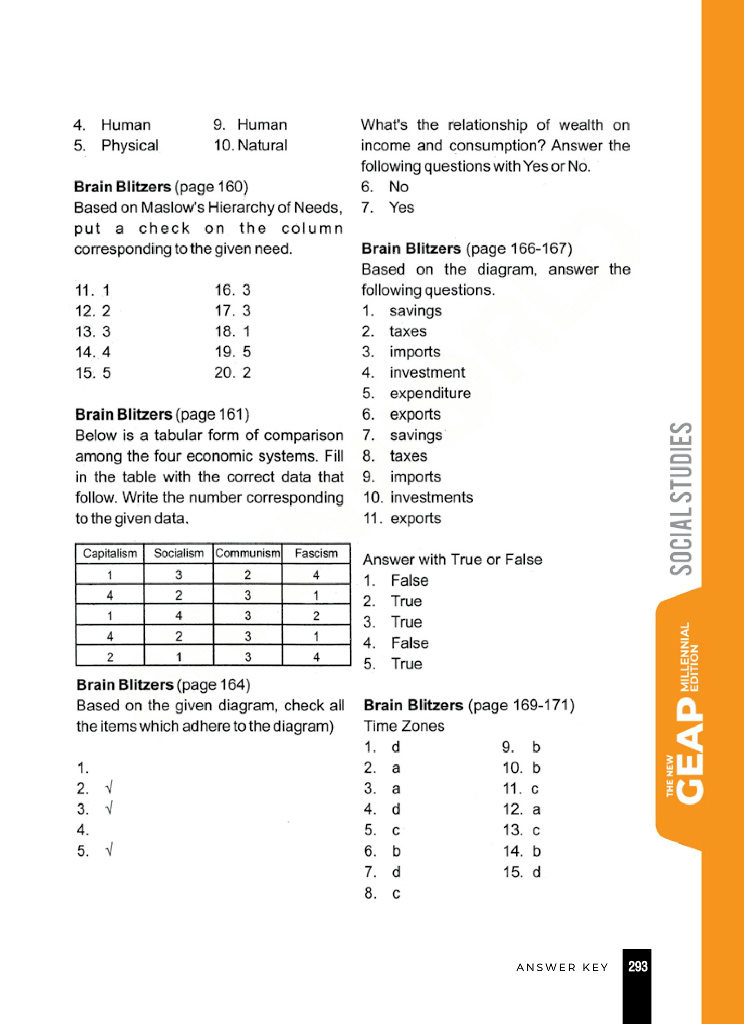 4. Human 9. Human
5. Physical 10. Natural
Brain Blitzers (page 160)
Based on Maslow's Hierarchy of Needs,
put a check on the column
corresponding to the given need.
11. 1 16. 3
12. 2 17. 3
13. 3 18. 1
14. 4 19. 5
15. 5 20. 2
Brain Blitzers (page 161)
Below is a tabular form of comparison
among the four economic systems. Fill
in the table with the correct data that
follow. Write the number corresponding
to the given data.
Capitalism Socialism Communism Fascism
1 3 2 4
4 2 3 1
1 4 3 2
4 2 3 1
2 1 3 4
Brain Blitzers (page 164)
Based on the given diagram, check all
the items which adhere to the diagram)
1.
2. √
3. √
4.
5. √
What's the relationship of wealth on
income and consumption? Answer the
following questions with Yes or No.
6. No
7. Yes
Brain Blitzers (page 166-167)
Based on the diagram, answer the
following questions.
1. savings
2. taxes
3. imports
4. investment
5. expenditure
6. exports
7. savings
8. taxes
9. imports
10. investments
11. exports
Answer with True or False
1. False
2. True
3. True
4. False
5. True
Brain Blitzers (page 169-171)
Time Zones
1. d 9. b
2. a 10. b
3. a 11. c
4. d 12. a
5. c 13. c
6. b 14. b
7. d 15. d
8. c
SOCIAL STUDIES
THE NEW
GEAP
MILLENNIAL
EDITION
ANSWER KEY 293